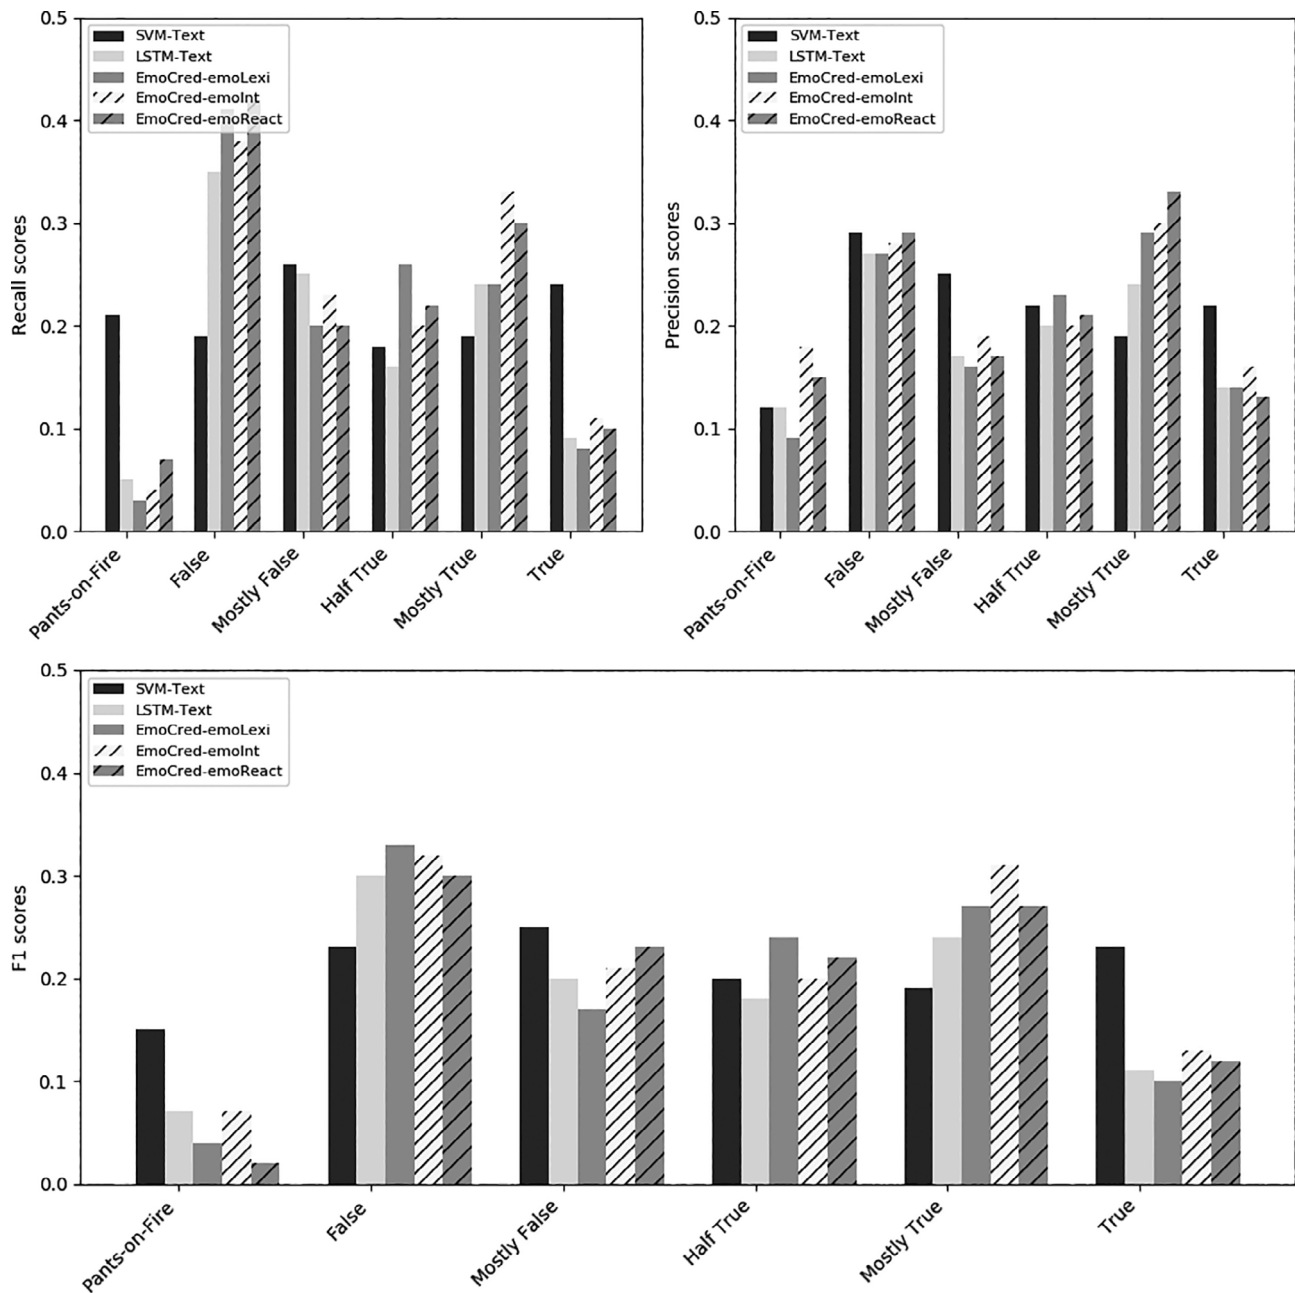 0.5
0.4
0.3
0.2
0.1
0.0
Recall scores
SVM-Text
LSTM-Text
EmoCred-emoLexi
EmoCred-emoInt
EmoCred-emoReact
Pants-on-Fire
False
Mostly False
Half True
Mostly True
True
0.5
0.4
0.3
0.2
0.1
0.0
Precision scores
SVM-Text
LSTM-Text
EmoCred-emoLexi
EmoCred-emoInt
EmoCred-emoReact
Pants-on-Fire
False
Mostly False
Half True
Mostly True
True
0.5
0.4
0.3
0.2
0.1
0.0
F1 scores
SVM-Text
LSTM-Text
EmoCred-emoLexi
EmoCred-emoInt
EmoCred-emoReact
Pants-on-Fire
False
Mostly False
Half True
Mostly True
True